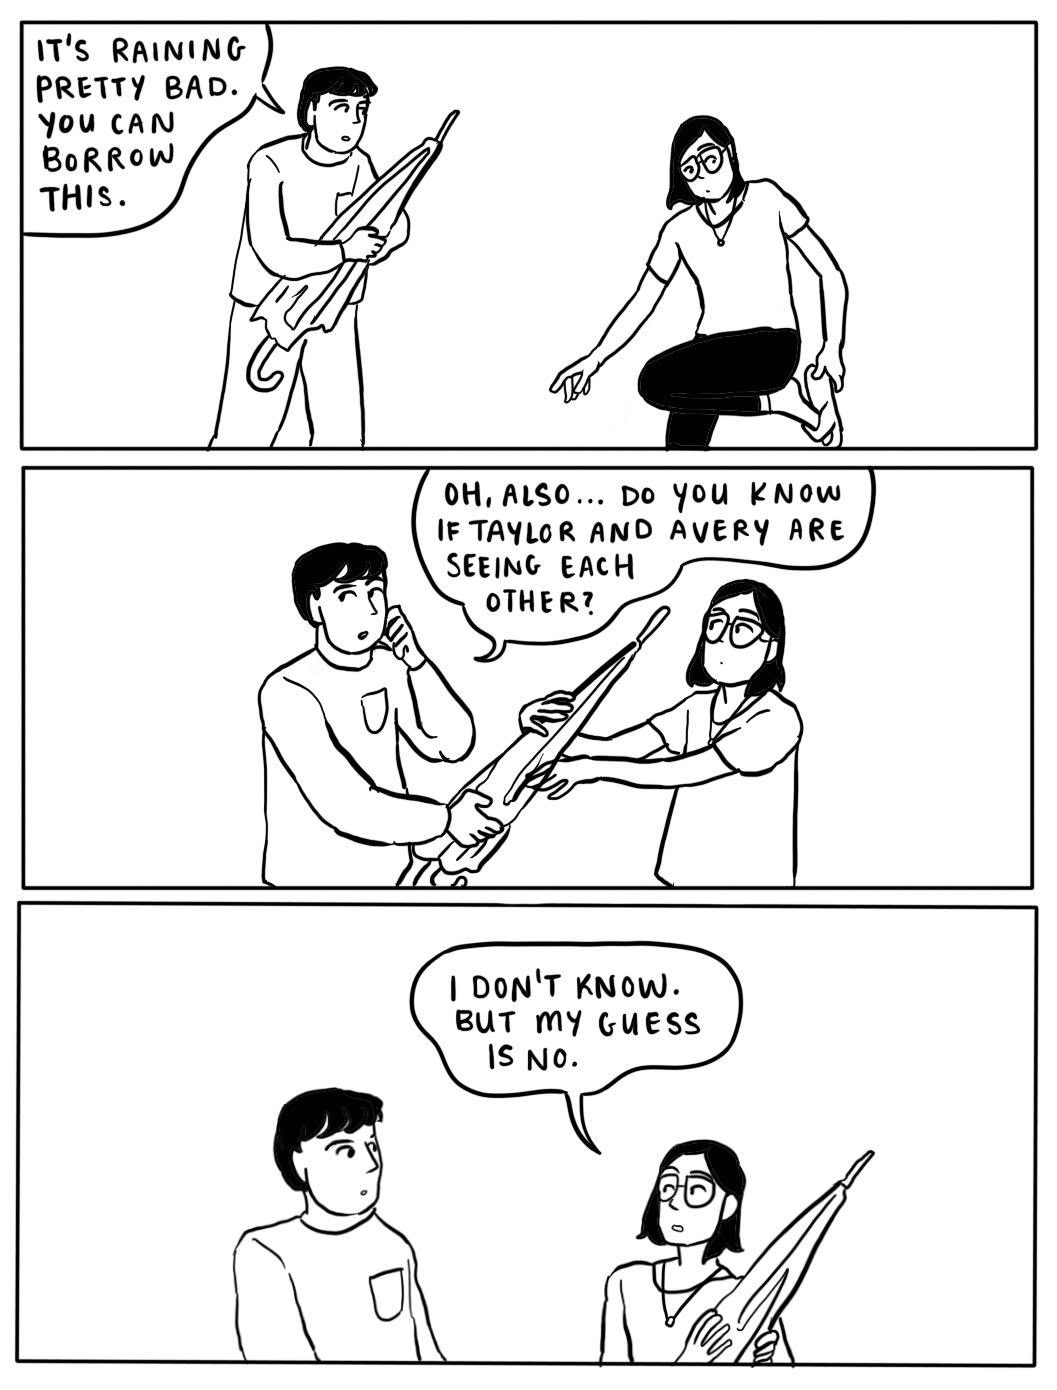 IT'S RAINING
PRETTY BAD.
YOU CAN
BORROW
THIS.
OH, ALSO... DO YOU KNOW
IF TAYLOR AND AVERY ARE
SEEING EACH
OTHER?
I DON'T KNOW.
BUT MY GUESS
IS NO.